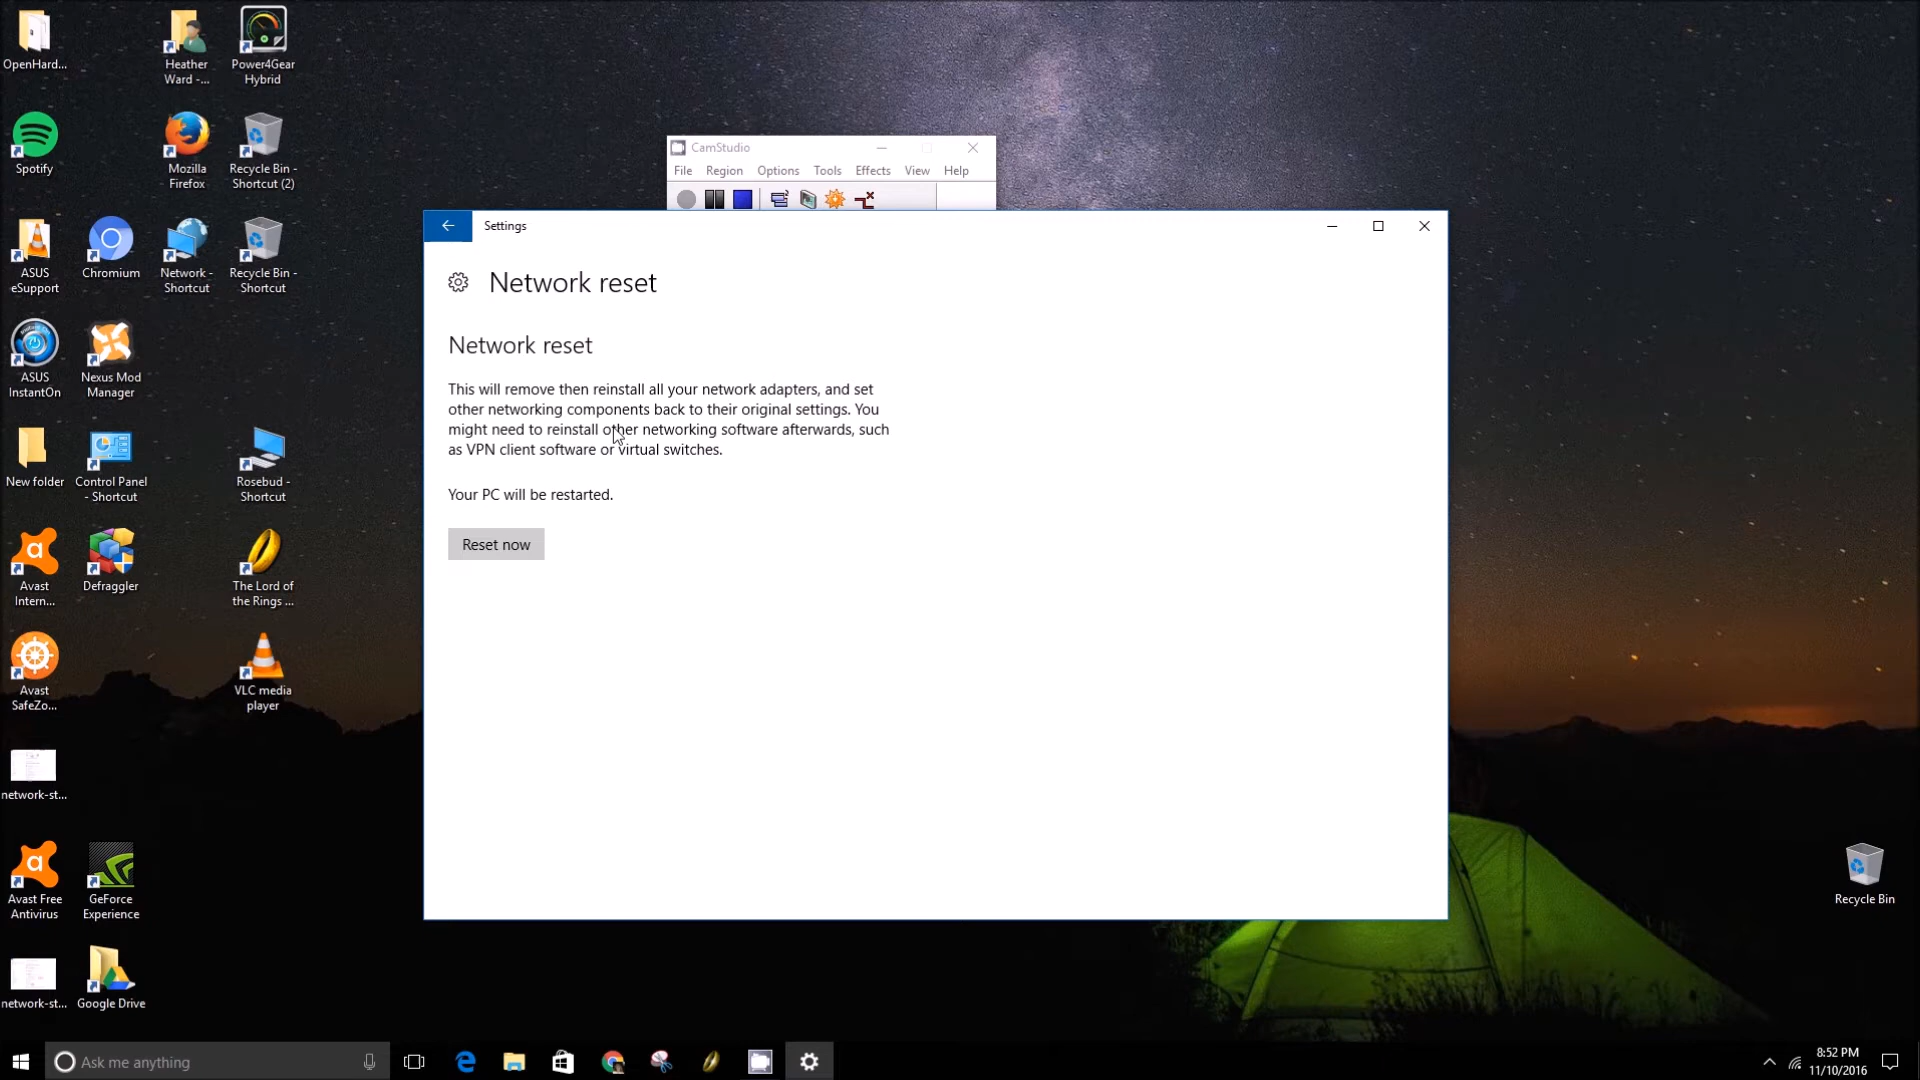 OpenHard...
Heather
Ward -...
Power4Gear
Hybrid
Spotify
Mozilla
Firefox
Recycle Bin -
Shortcut (2)
ASUS
eSupport
Chromium
Network -
Shortcut
Recycle Bin -
Shortcut
ASUS
InstantOn
Nexus Mod
Manager
New folder
Control Panel
- Shortcut
Rosebud -
Shortcut
Avast
Intern...
Defraggler
The Lord of
the Rings ...
Avast
SafeZo...
VLC media
player
network-st...
Avast Free
Antivirus
GeForce
Experience
network-st...
Google Drive
CamStudio
File Region Options Tools Effects View Help
Settings
Network reset
Network reset
This will remove then reinstall all your network adapters, and set
other networking components back to their original settings. You
might need to reinstall other networking software afterwards, such
as VPN client software or virtual switches.
Your PC will be restarted.
Reset now
Recycle Bin
Ask me anything
8:52 PM
11/10/2016